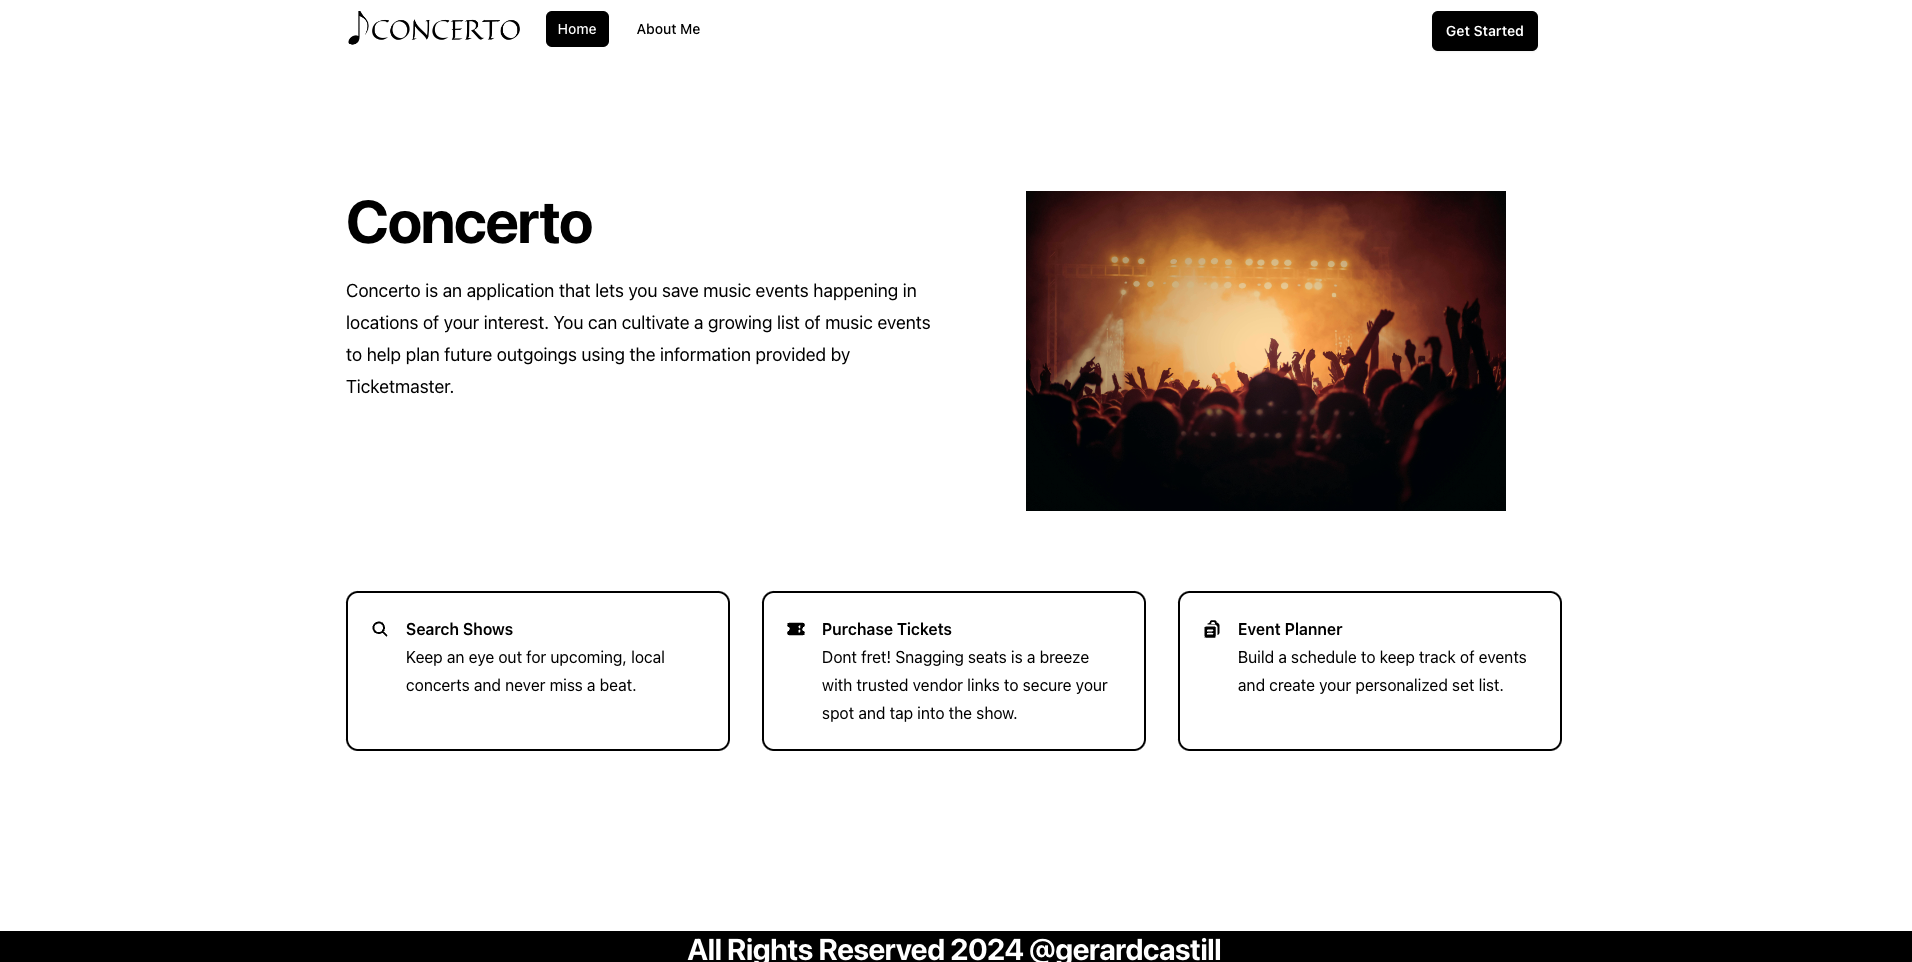 CONCERTO
Home
About Me
Get Started
Concerto
Concerto is an application that lets you save music events happening in
locations of your interest. You can cultivate a growing list of music events
to help plan future outgoings using the information provided by
Ticketmaster.
Search Shows
Keep an eye out for upcoming, local
concerts and never miss a beat.
Purchase Tickets
Dont fret! Snagging seats is a breeze
with trusted vendor links to secure your
spot and tap into the show.
Event Planner
Build a schedule to keep track of events
and create your personalized set list.
All Rights Reserved 2024 @gerardcastill